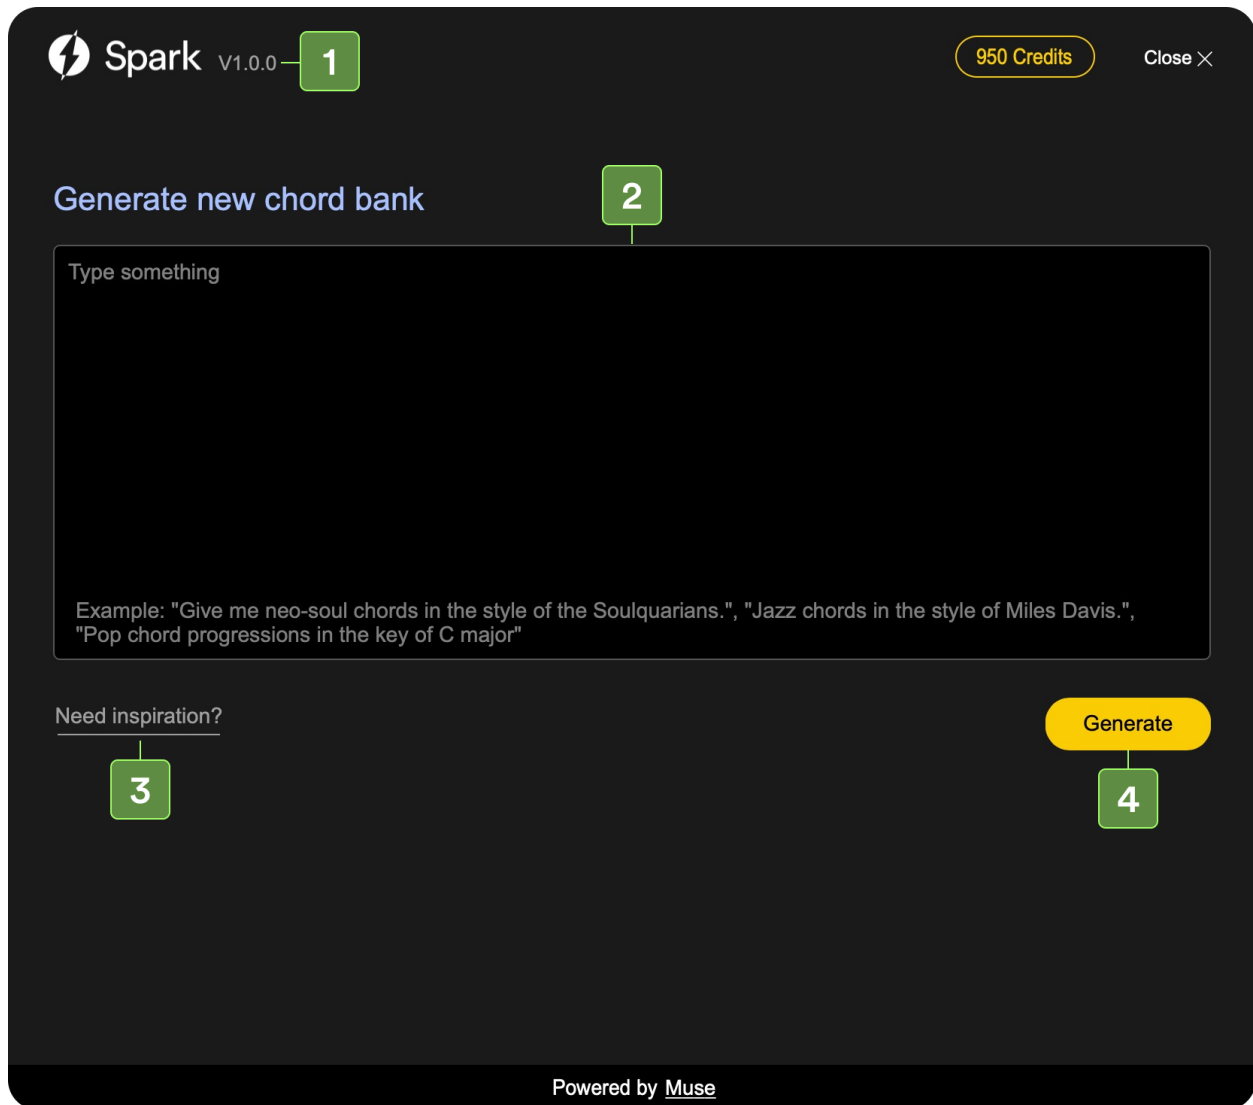 Spark V1.0.0 1 950 Credits Close
Generate new chord bank 2
Type something
Example: "Give me neo-soul chords in the style of the Soulquarians.", "Jazz chords in the style of Miles Davis.",
"Pop chord progressions in the key of C major"
Need inspiration? Generate
3 4
Powered by Muse